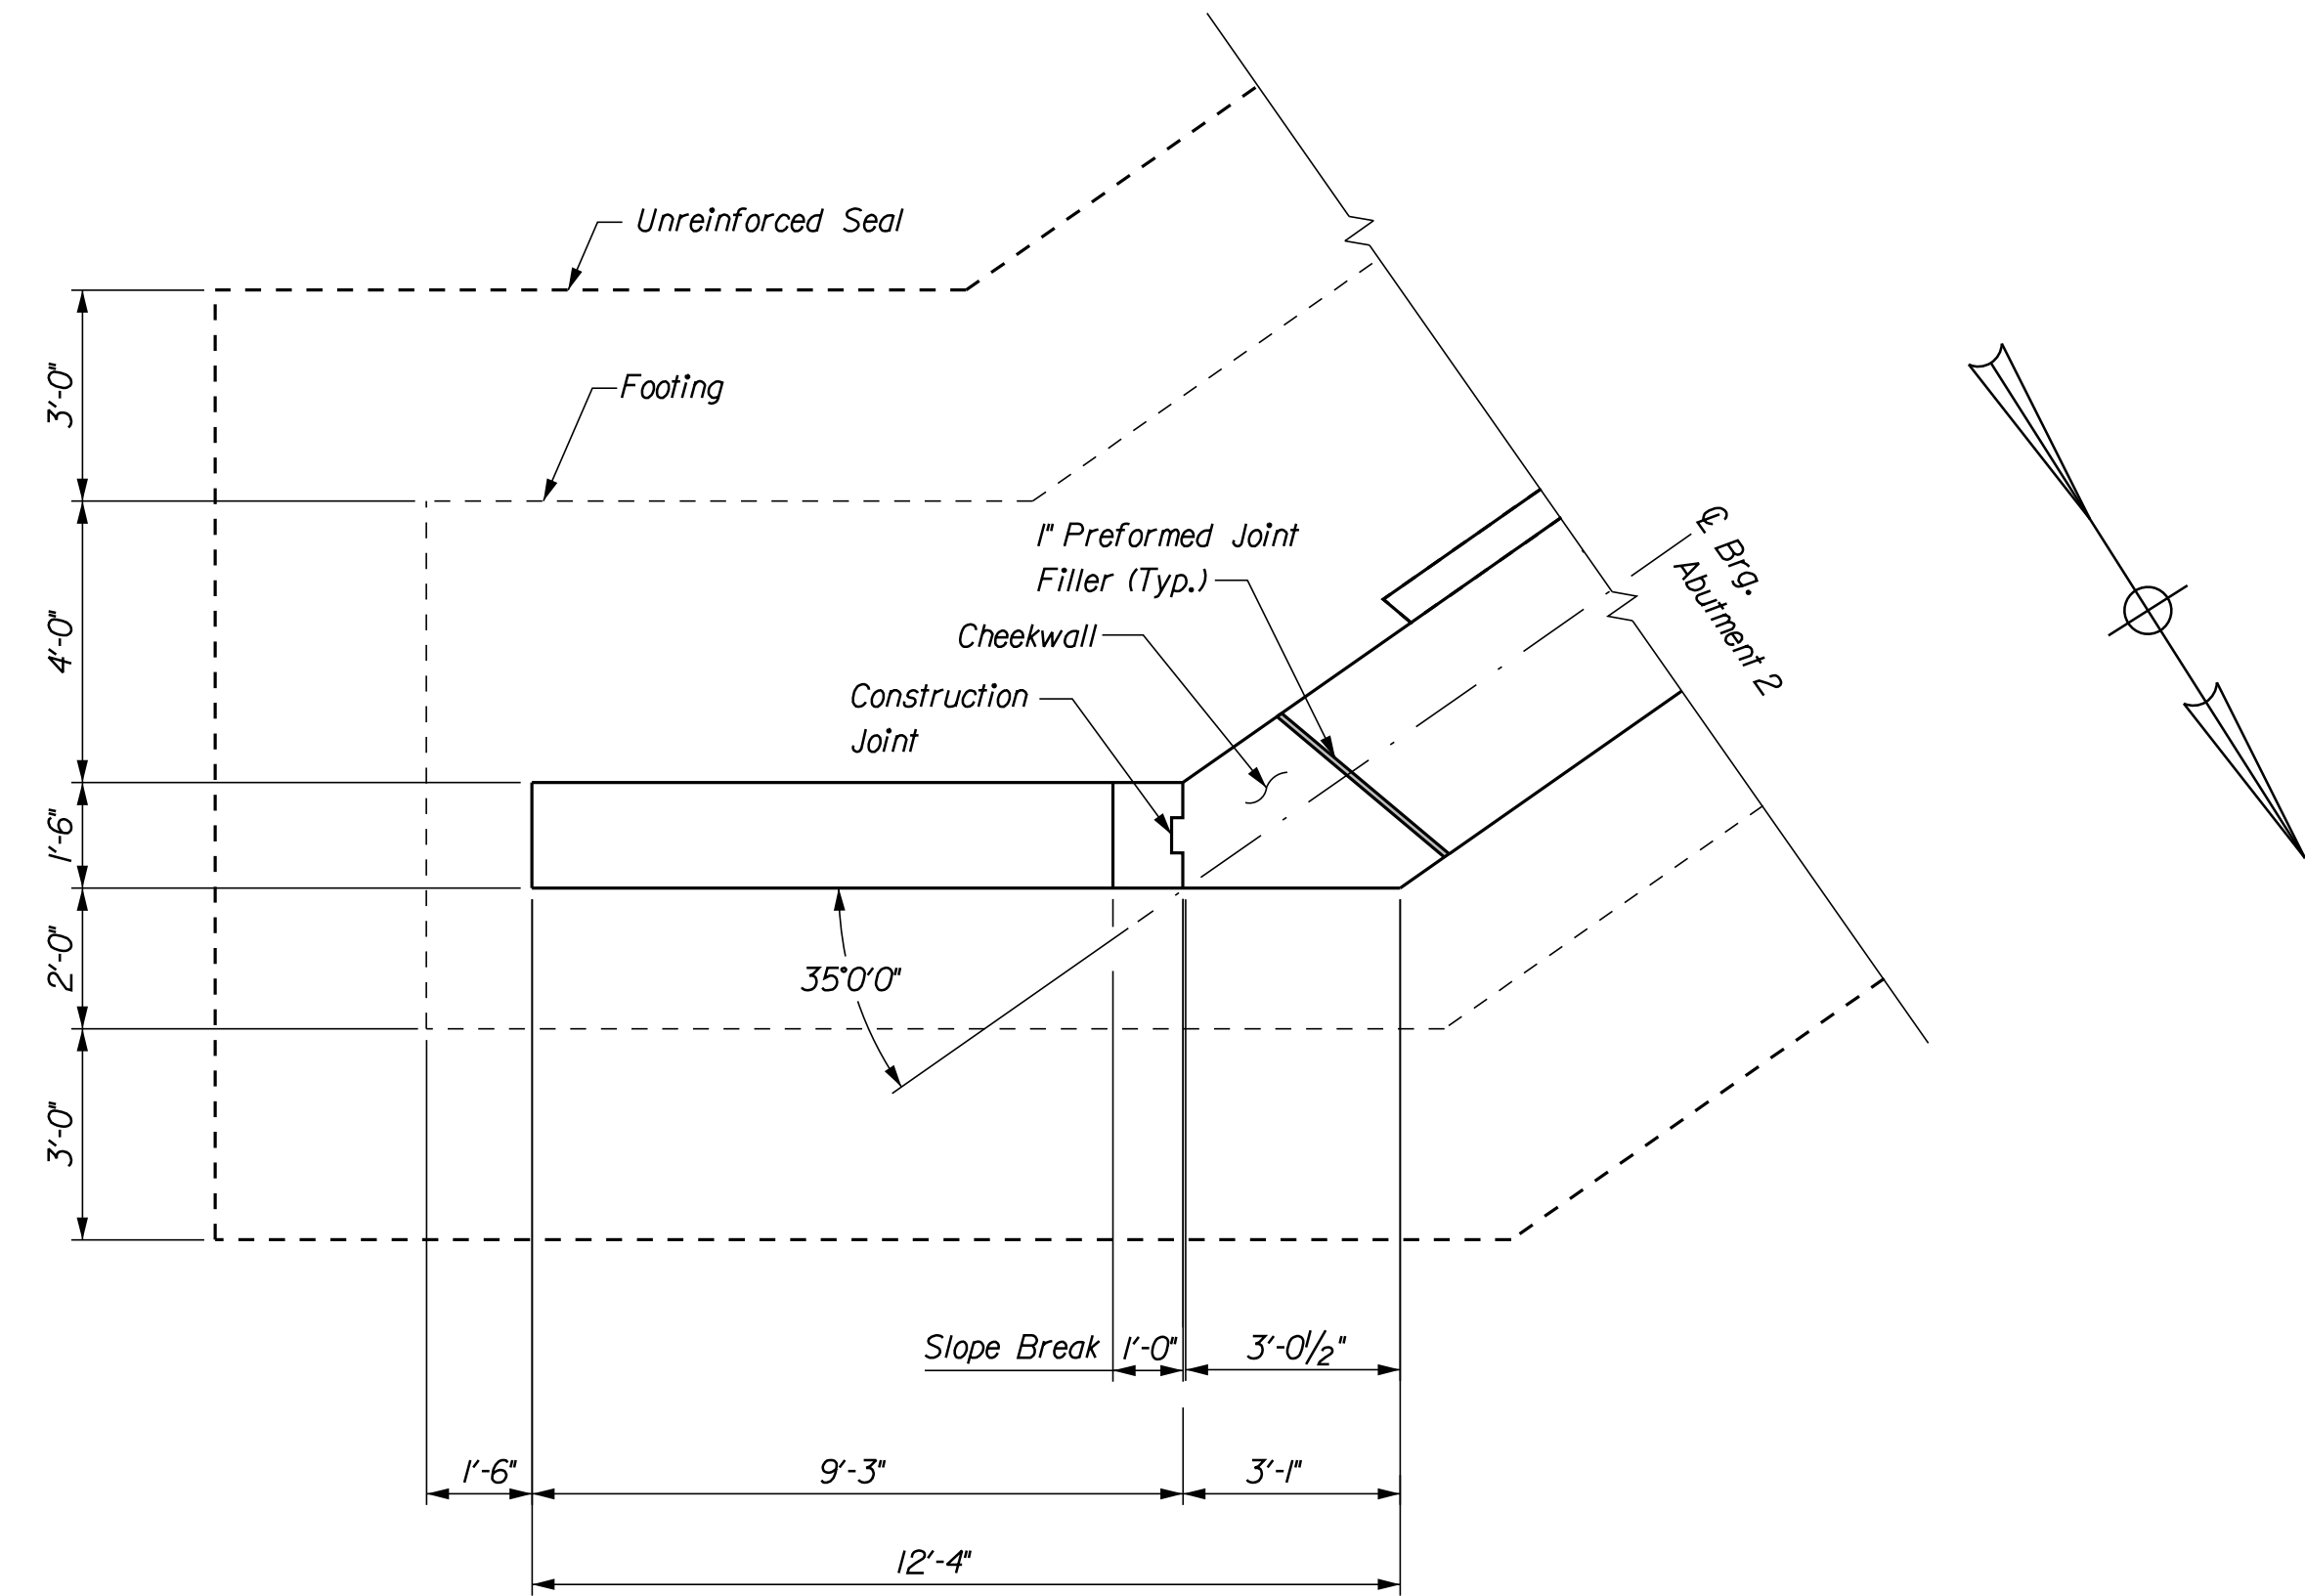 Unreinforced Seal
3'-0"
Footing
4'-0"
1" Preformed Joint
Filler (Typ.)
℄ Brg.
Abutment 2
Cheekwall
Construction
Joint
1'-6"
2'-0"
35°0'0"
3'-0"
Slope Break
1'-0"
3'-0½"
1'-6"
9'-3"
3'-1"
12'-4"